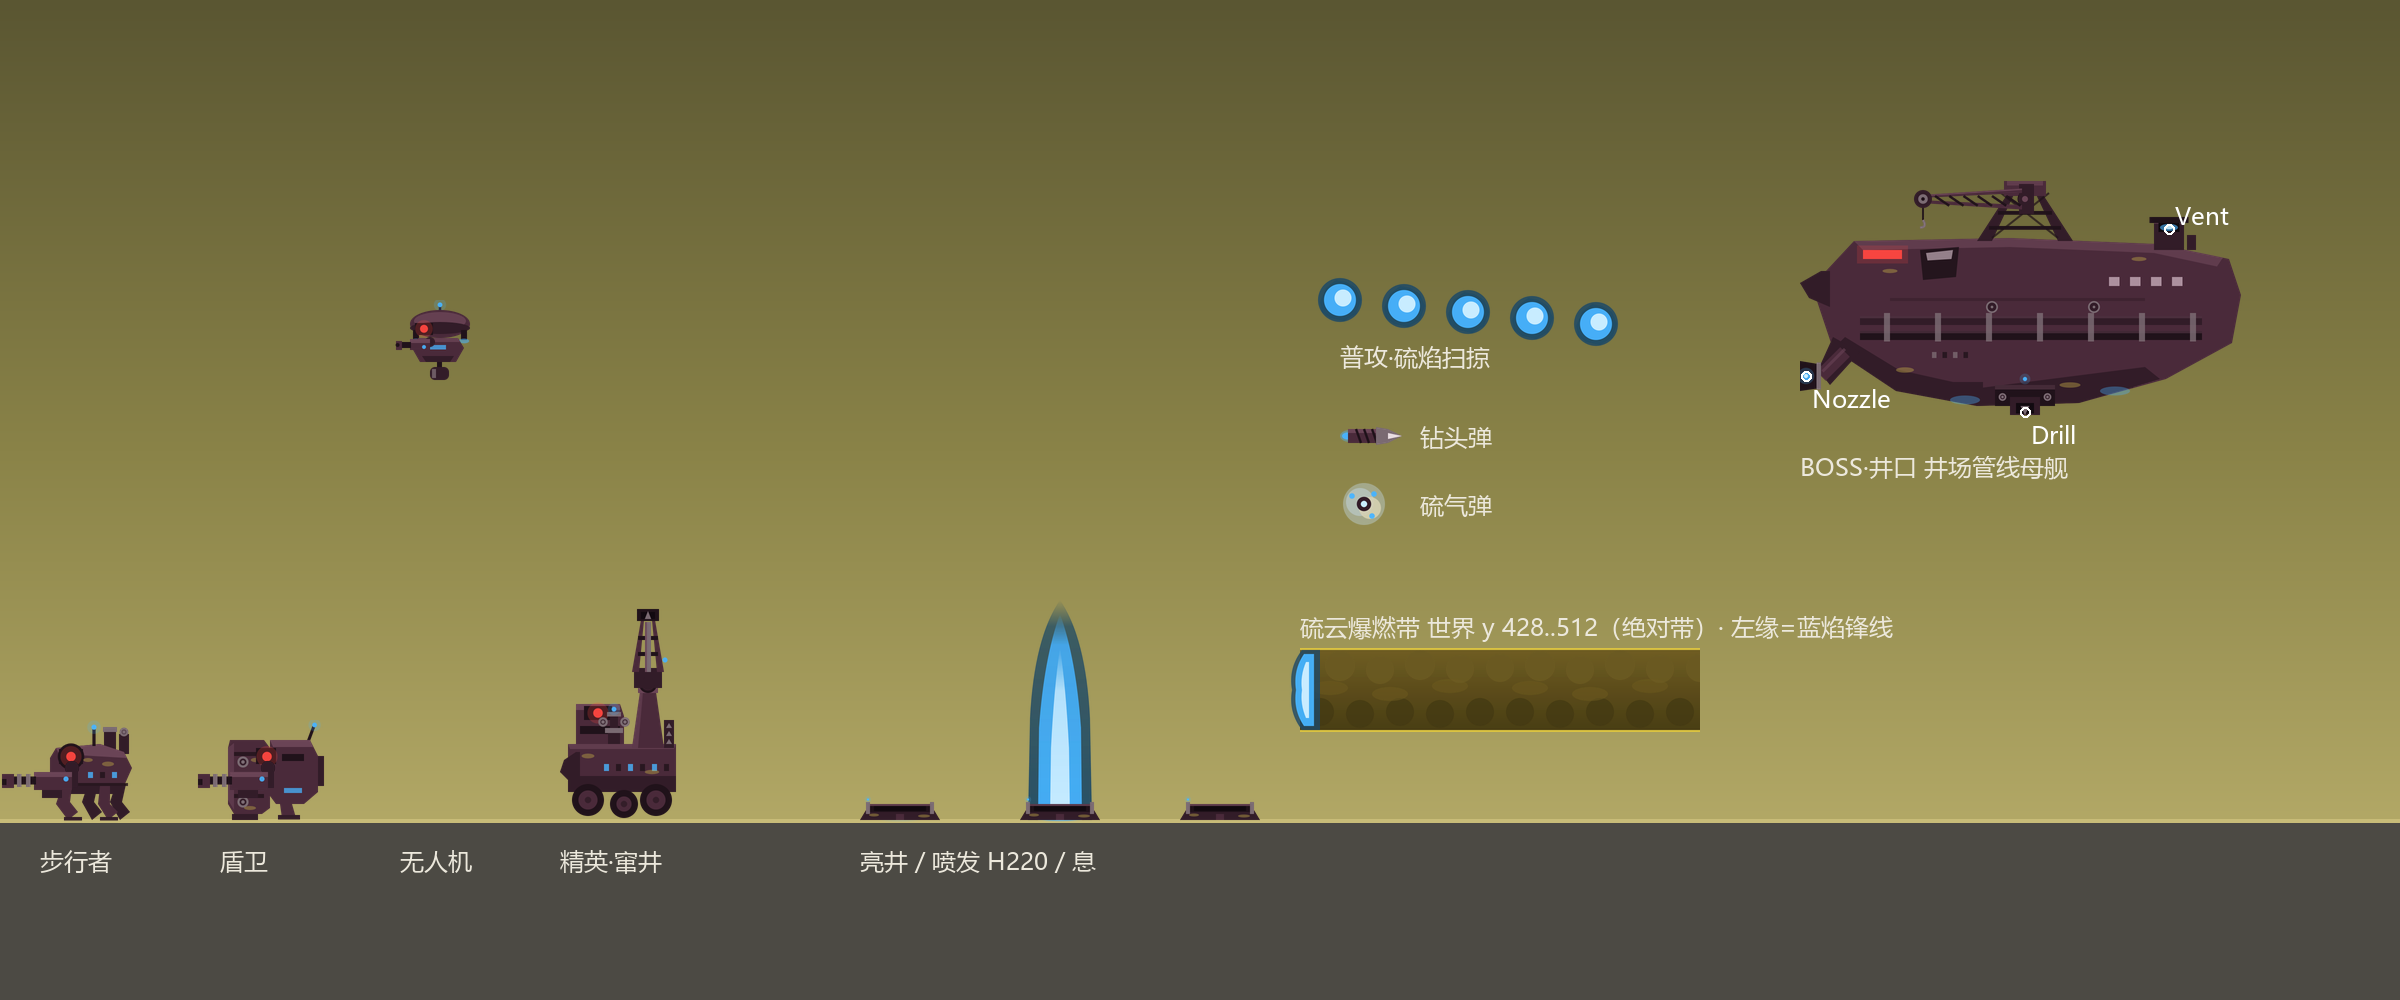 Vent
普攻·硫焰扫掠
Nozzle
钻头弹
Drill
BOSS·井口 井场管线母舰
硫气弹
硫云爆燃带 世界 y 428..512（绝对带）· 左缘=蓝焰锋线
步行者
盾卫
无人机
精英·窜井
亮井 / 喷发 H220 / 息